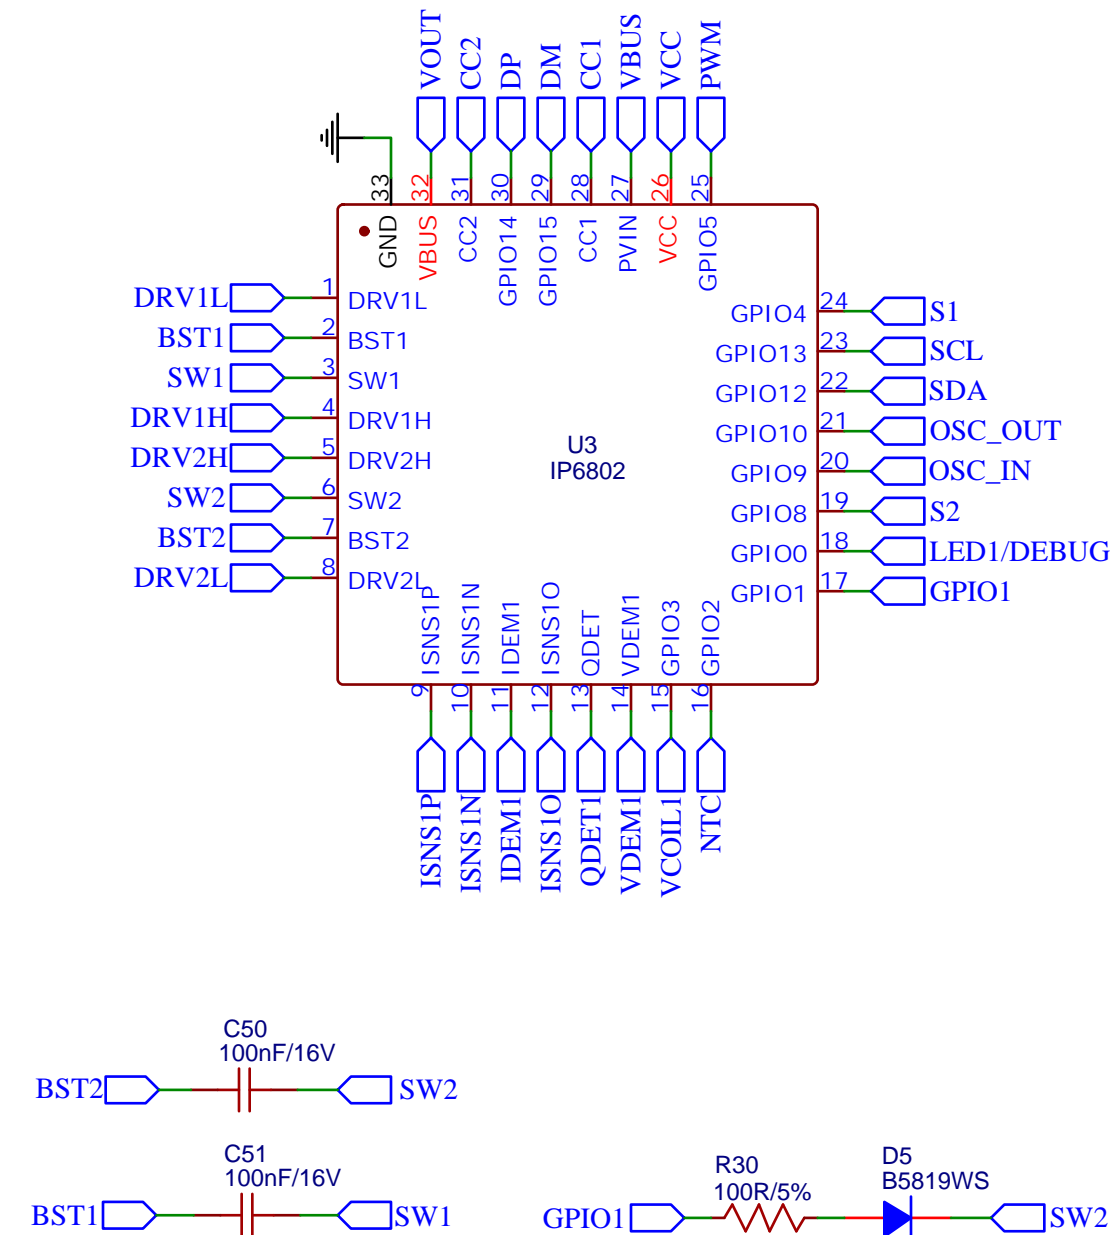 VOUT
CC2
DP
DM
CC1
VBUS
VCC
PWM
33
32
31
30
29
28
27
26
25
GND
VBUS
CC2
GPIO14
GPIO15
CC1
PVIN
VCC
GPIO5
DRV1L 1 DRV1L
BST1 2 BST1
SW1 3 SW1
DRV1H 4 DRV1H
DRV2H 5 DRV2H
SW2 6 SW2
BST2 7 BST2
DRV2L 8 DRV2L
U3
IP6802
GPIO4 24 S1
GPIO13 23 SCL
GPIO12 22 SDA
GPIO10 21 OSC_OUT
GPIO9 20 OSC_IN
GPIO8 19 S2
GPIO0 18 LED1/DEBUG
GPIO1 17 GPIO1
ISNS1P
ISNS1N
IDEM1
ISNS1O
QDET
VDEM1
GPIO3
GPIO2
9
10
11
12
13
14
15
16
ISNS1P
ISNS1N
IDEM1
ISNS1O
QDET1
VDEM1
VCOIL1
NTC
C50
100nF/16V
BST2 SW2
C51
100nF/16V
BST1 SW1
R30
100R/5%
D5
B5819WS
GPIO1 SW2